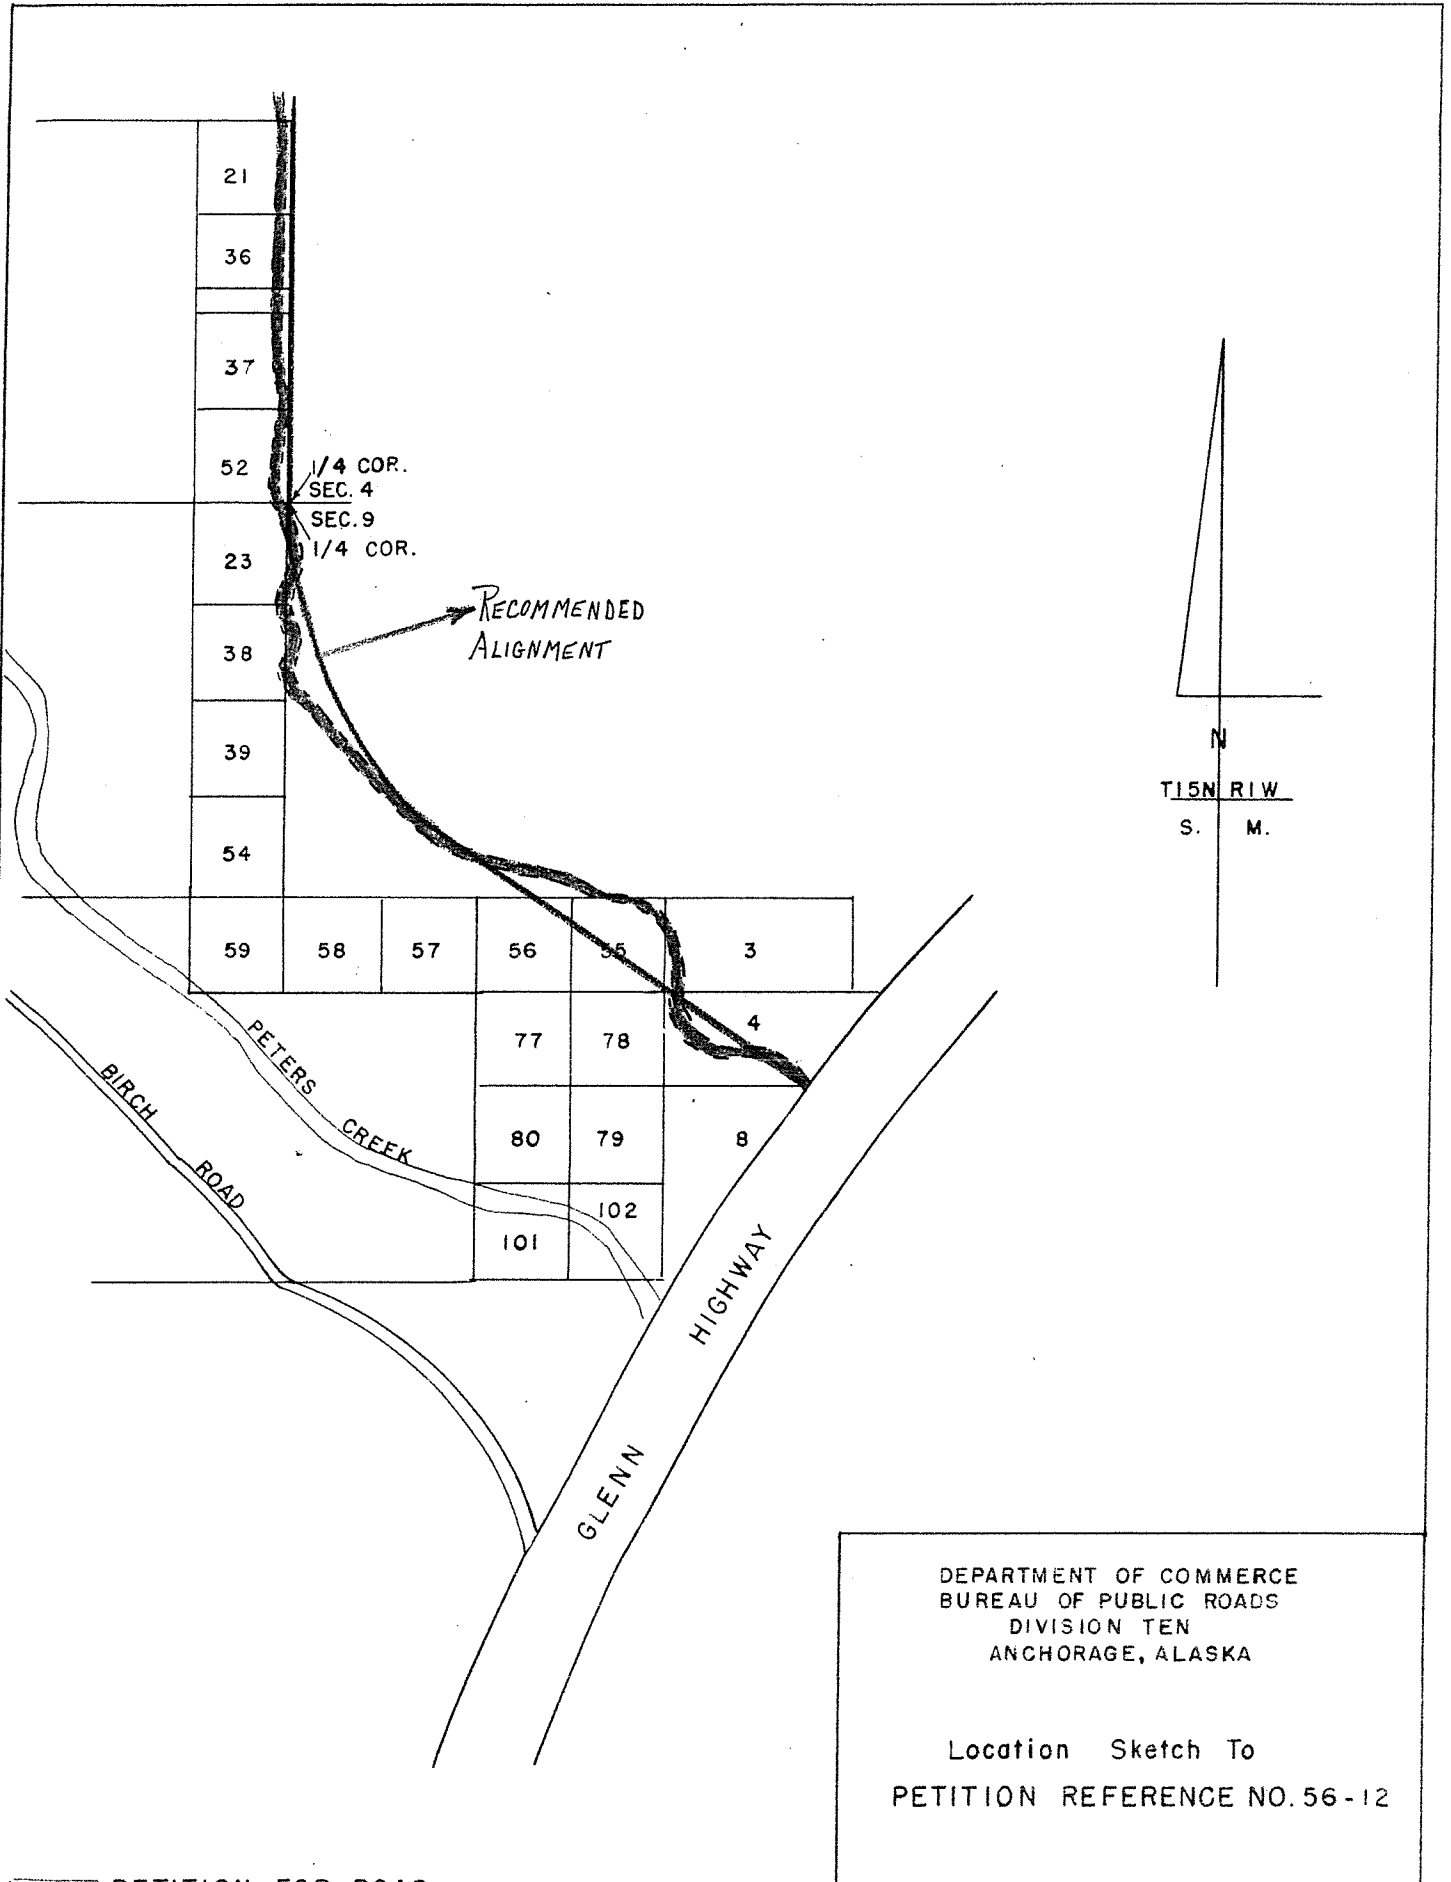 21
36
37
52
1/4 COR.
SEC. 4
SEC. 9
1/4 COR.
23
RECOMMENDED
ALIGNMENT
38
39
54
N
T15N R1W
S. M.
59
58
57
56
55
3
4
77
78
PETERS
CREEK
BIRCH
ROAD
80
79
8
102
101
GLENN
HIGHWAY
DEPARTMENT OF COMMERCE
BUREAU OF PUBLIC ROADS
DIVISION TEN
ANCHORAGE, ALASKA
Location Sketch To
PETITION REFERENCE NO. 56-12
PETITION FOR ROAD